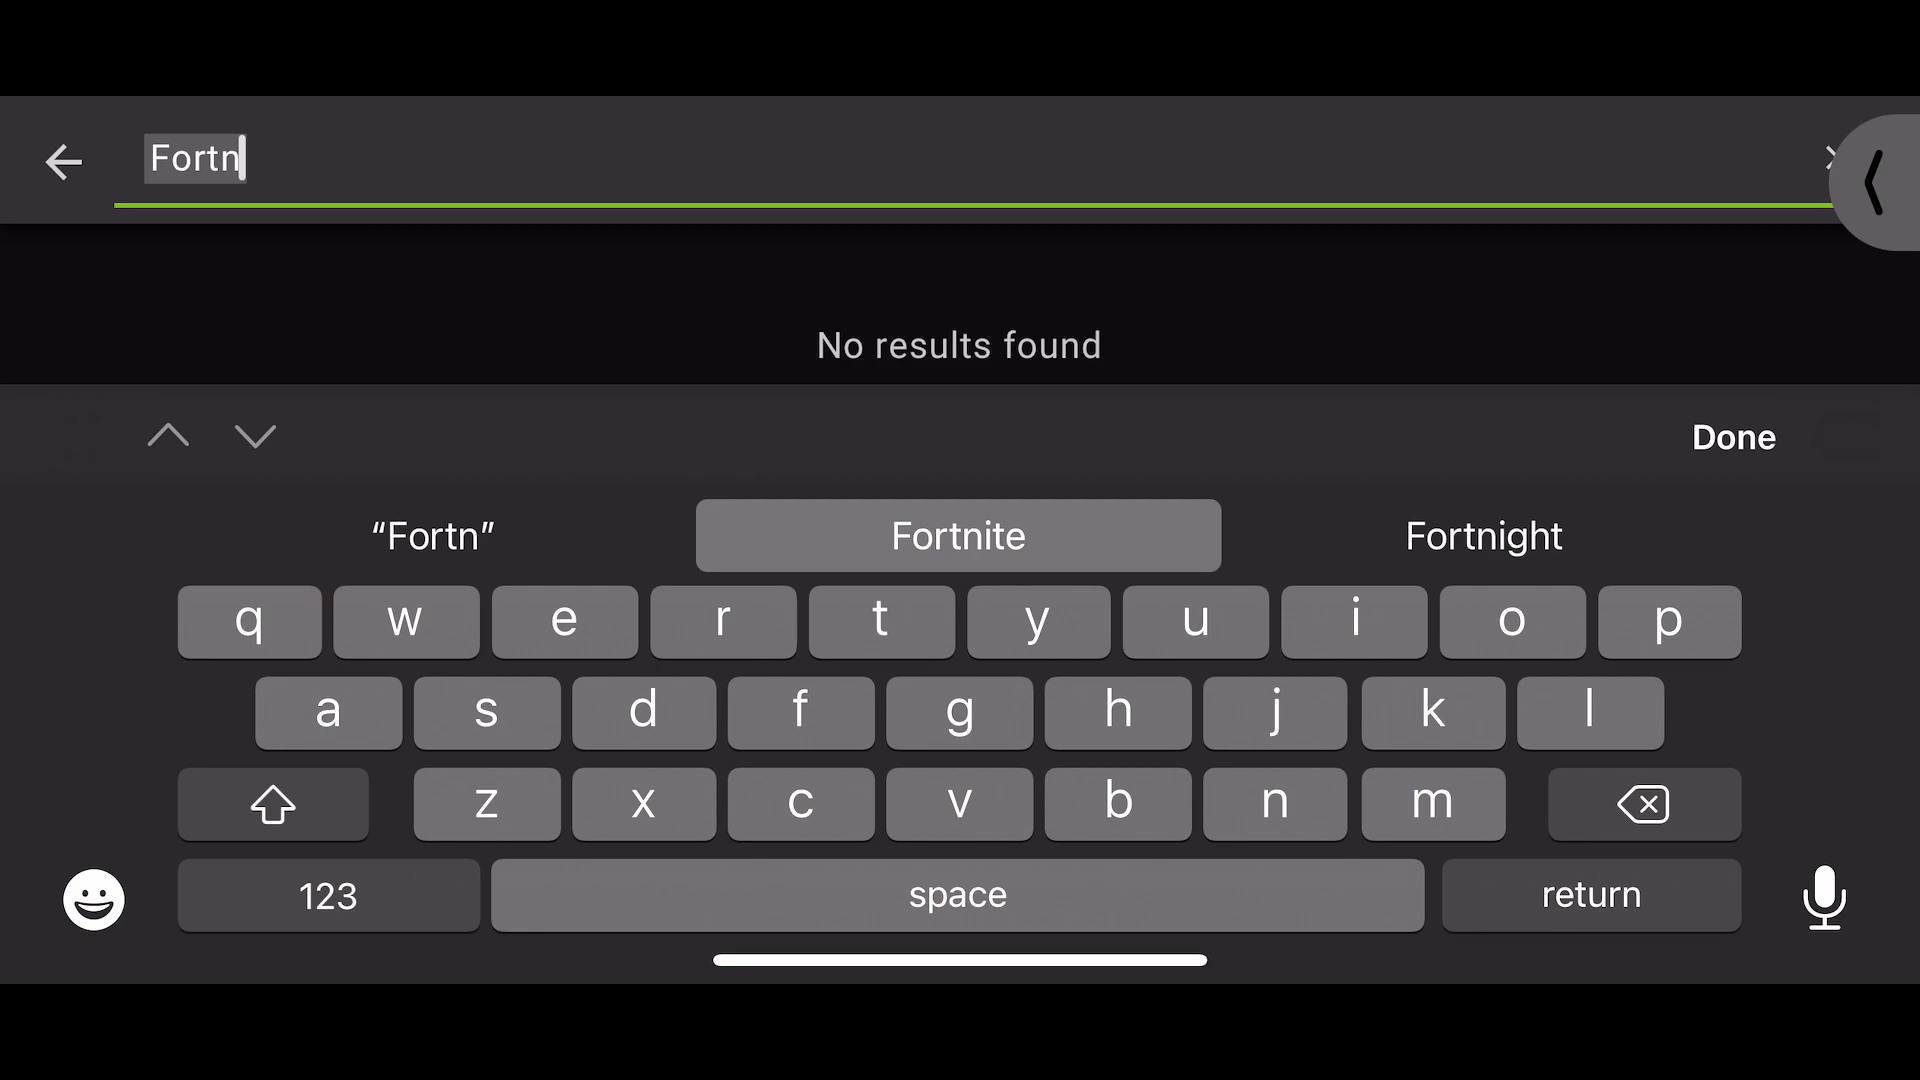 Fortn
No results found
Done
“Fortn” Fortnite Fortnight
q w e r t y u i o p
a s d f g h j k l
z x c v b n m
123 space return